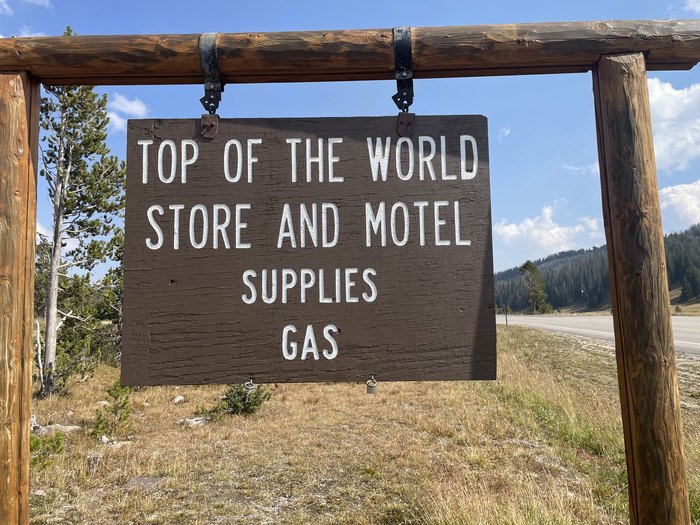 TOP OF THE WORLD
STORE AND MOTEL
SUPPLIES
GAS